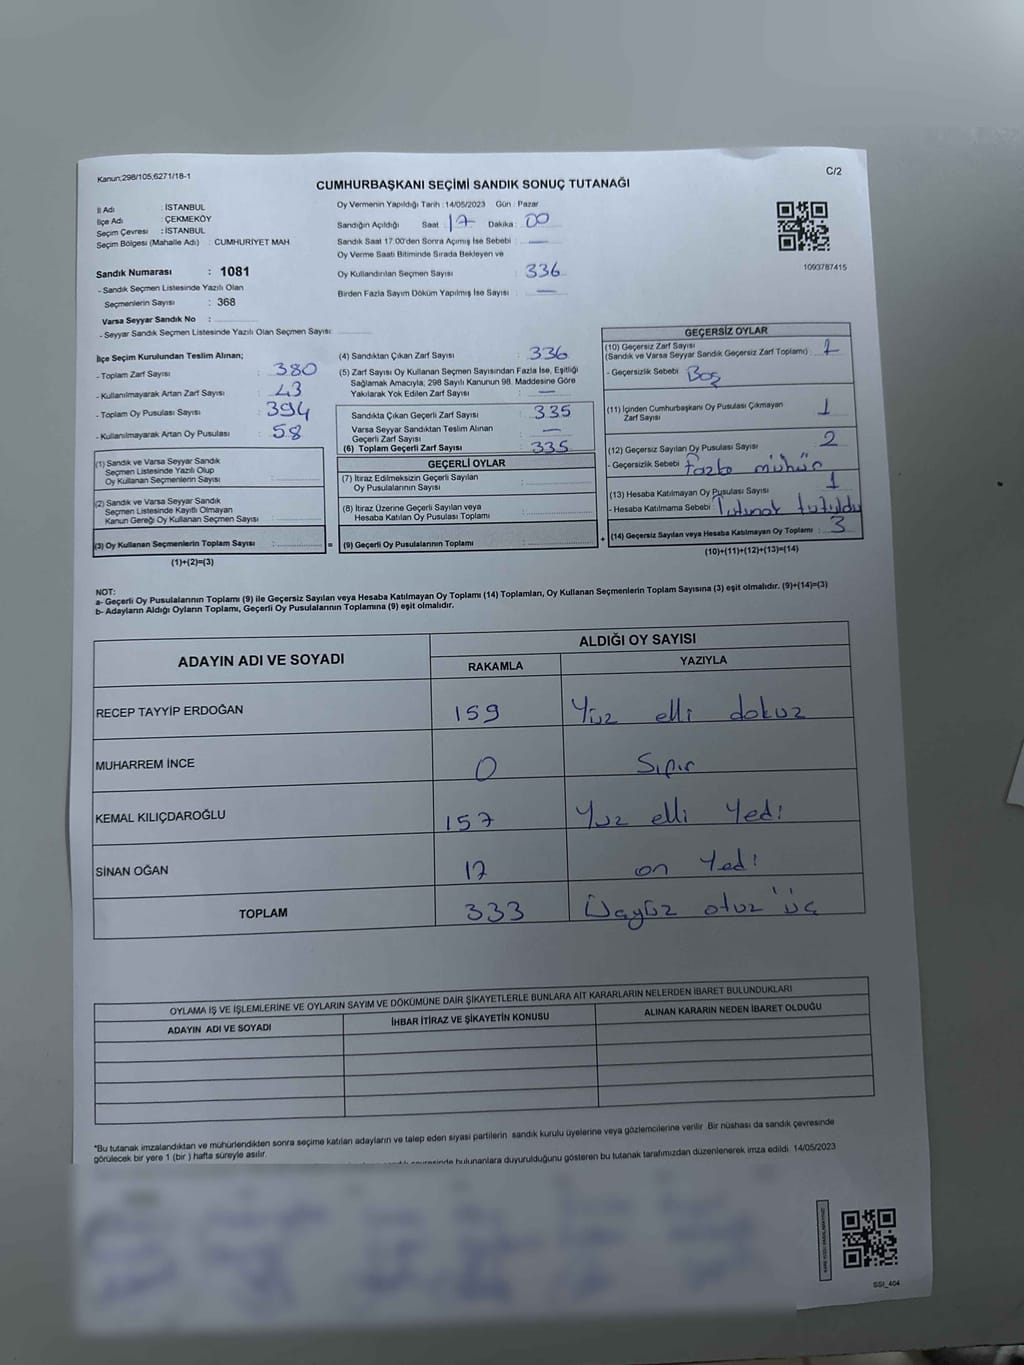 Kanun;298/105,6271/18-1
C/2
CUMHURBAŞKANI SEÇİMİ SANDIK SONUÇ TUTANAĞI
İl Adı : İSTANBUL
İlçe Adı : ÇEKMEKÖY
Seçim Çevresi : İSTANBUL
Seçim Bölgesi (Mahalle Adı) : CUMHURİYET MAH.
Sandık Numarası : 1081
- Sandık Seçmen Listesinde Yazılı Olan
Seçmenlerin Sayısı : 368
Varsa Seyyar Sandık No :
- Seyyar Sandık Seçmen Listesinde Yazılı Olan Seçmen Sayısı:
Oy Vermenin Yapıldığı Tarih : 14/05/2023 Gün : Pazar
Sandığın Açıldığı Saat : 17 Dakika : 00
Sandık Saat 17.00'den Sonra Açımış İse Sebebi : —
Oy Verme Saati Bitiminde Sırada Bekleyen ve
Oy Kullandırılan Seçmen Sayısı : 336
Birden Fazla Sayım Döküm Yapılmış İse Sayısı : —
1093787415
İlçe Seçim Kurulundan Teslim Alınan;
- Toplam Zarf Sayısı : 380
- Kullanılmayarak Artan Zarf Sayısı : 43
- Toplam Oy Pusulası Sayısı : 394
- Kullanılmayarak Artan Oy Pusulası : 58
(1) Sandık ve Varsa Seyyar Sandık
Seçmen Listesinde Yazılı Olup
Oy Kullanan Seçmenlerin Sayısı :
(2) Sandık ve Varsa Seyyar Sandık
Seçmen Listesinde Kayıtlı Olmayan
Kanun Gereği Oy Kullanan Seçmen Sayısı :
(3) Oy Kullanan Seçmenlerin Toplam Sayısı :
(1)+(2)=(3)
(4) Sandıktan Çıkan Zarf Sayısı : 336
(5) Zarf Sayısı Oy Kullanan Seçmen Sayısından Fazla İse, Eşitliği
Sağlamak Amacıyla, 298 Sayılı Kanunun 98. Maddesine Göre
Yakılarak Yok Edilen Zarf Sayısı : —
Sandıkta Çıkan Geçerli Zarf Sayısı : 335
Varsa Seyyar Sandıktan Teslim Alınan
Geçerli Zarf Sayısı : —
(6) Toplam Geçerli Zarf Sayısı : 335
GEÇERLİ OYLAR
(7) İtiraz Edilmeksizin Geçerli Sayılan
Oy Pusulalarının Sayısı :
(8) İtiraz Üzerine Geçerli Sayılan veya
Hesaba Katılan Oy Pusulası Toplamı :
= (9) Geçerli Oy Pusulalarının Toplamı :
GEÇERSİZ OYLAR
(10) Geçersiz Zarf Sayısı
(Sandık ve Varsa Seyyar Sandık Geçersiz Zarf Toplamı) : 1
- Geçersizlik Sebebi : Boş
(11) İçinden Cumhurbaşkanı Oy Pusulası Çıkmayan
Zarf Sayısı : 1
(12) Geçersiz Sayılan Oy Pusulası Sayısı : 2
- Geçersizlik Sebebi : Fazla mühür
(13) Hesaba Katılmayan Oy Pusulası Sayısı : 1
- Hesaba Katılmama Sebebi : Tutanak tutuldu
+ (14) Geçersiz Sayılan veya Hesaba Katılmayan Oy Toplamı : 3
(10)+(11)+(12)+(13)=(14)
NOT:
a- Geçerli Oy Pusulalarının Toplamı (9) ile Geçersiz Sayılan veya Hesaba Katılmayan Oy Toplamı (14) Toplamları, Oy Kullanan Seçmenlerin Toplam Sayısına (3) eşit olmalıdır. (9)+(14)=(3)
b- Adayların Aldığı Oyların Toplamı, Geçerli Oy Pusulalarının Toplamına (9) eşit olmalıdır.
ADAYIN ADI VE SOYADI
ALDIĞI OY SAYISI
RAKAMLA YAZIYLA
RECEP TAYYİP ERDOĞAN 159 Yüz elli dokuz
MUHARREM İNCE 0 Sıfır
KEMAL KILIÇDAROĞLU 157 Yuz elli Yedi
SİNAN OĞAN 17 on Yedi
TOPLAM 333 Üçyüz otuz üç
OYLAMA İŞ VE İŞLEMLERİNE VE OYLARIN SAYIM VE DÖKÜMÜNE DAİR ŞİKAYETLERLE BUNLARA AİT KARARLARIN NELERDEN İBARET BULUNDUKLARI
ADAYIN ADI VE SOYADI İHBAR İTİRAZ VE ŞİKAYETİN KONUSU ALINAN KARARIN NEDEN İBARET OLDUĞU
*Bu tutanak imzalandıktan ve mühürlendikten sonra seçime katılan adayların ve talep eden siyasi partilerin sandık kurulu üyelerine veya gözlemcilerine verilir. Bir nüshası da sandık çevresinde
görülecek bir yere 1 (bir ) hafta süreyle asılır.
bulunanlara duyurulduğunu gösteren bu tutanak tarafımızdan düzenlenerek imza edildi. 14/05/2023
SSI_404